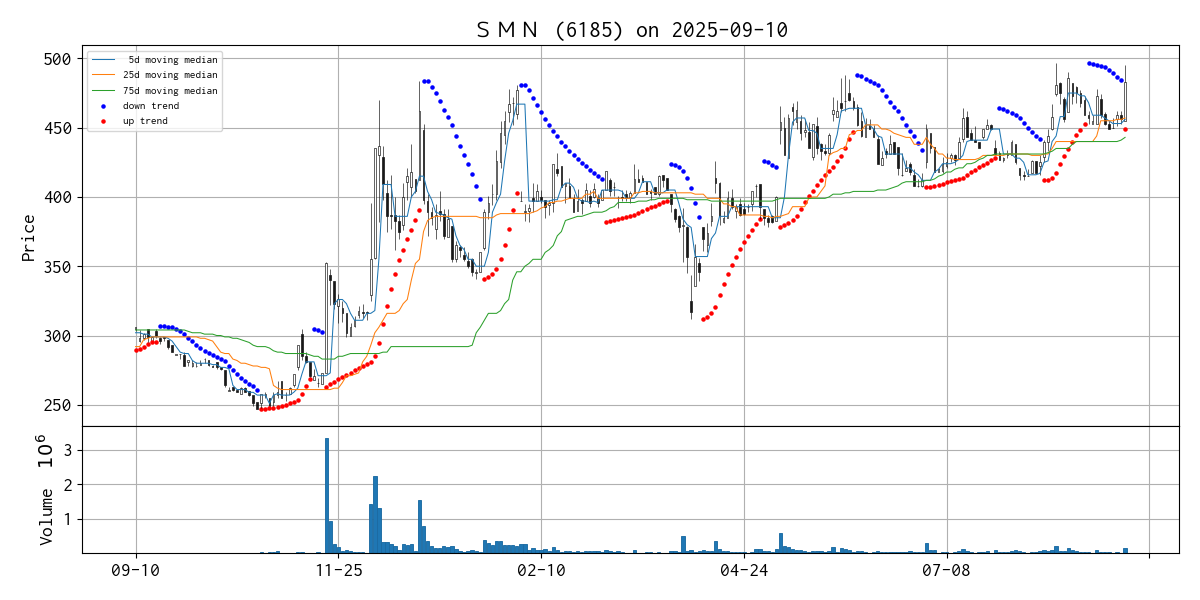 ＳＭＮ (6185) on 2025-09-10
500
450
400
350
300
250
Price
5d moving median
25d moving median
75d moving median
down trend
up trend
3
2
1
Volume 10⁶
09-10
11-25
02-10
04-24
07-08